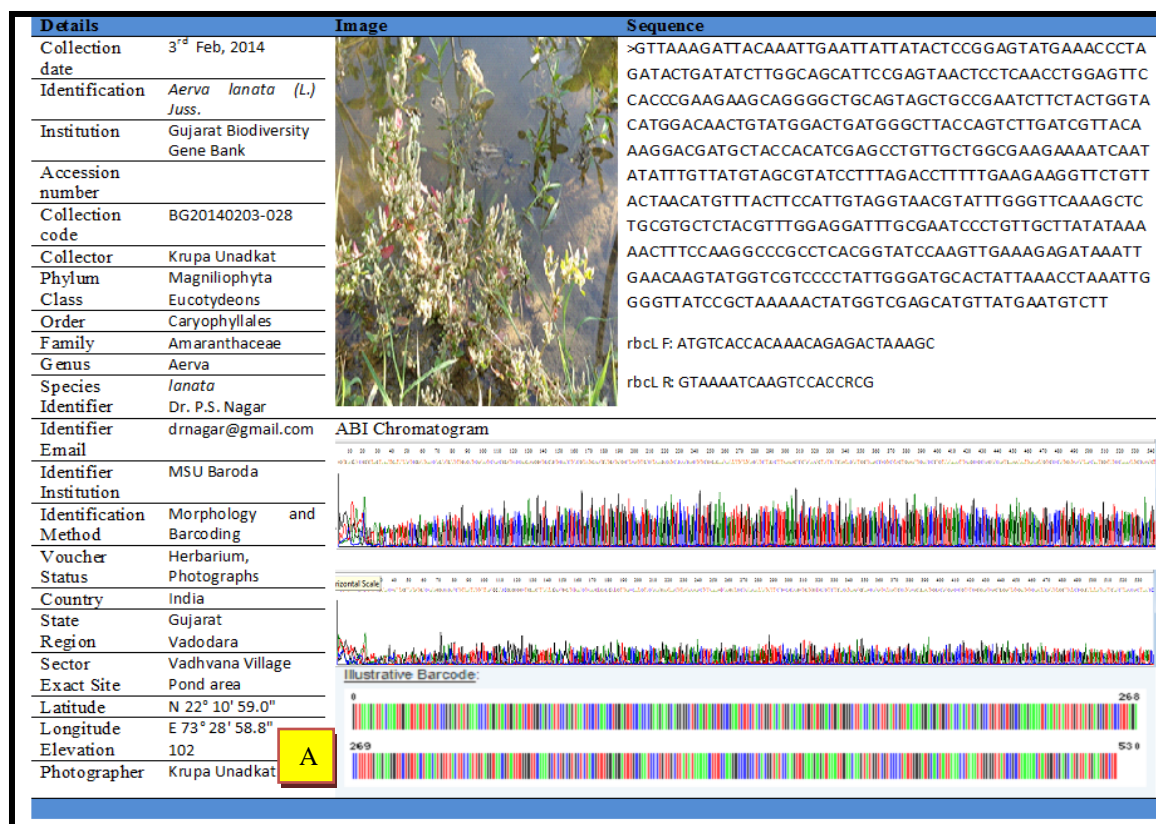 Details Image Sequence
Collection date 3rd Feb, 2014
Identification Aerva lanata (L.) Juss.
Institution Gujarat Biodiversity Gene Bank
Accession number
Collection code BG20140203-028
Collector Krupa Unadkat
Phylum Magniliophyta
Class Eucotydeons
Order Caryophyllales
Family Amaranthaceae
Genus Aerva
Species lanata
Identifier Dr. P.S. Nagar
Identifier Email drnagar@gmail.com
Identifier Institution MSU Baroda
Identification Method Morphology and Barcoding
Voucher Status Herbarium, Photographs
Country India
State Gujarat
Region Vadodara
Sector Vadhvana Village
Exact Site Pond area
Latitude N 22° 10' 59.0"
Longitude E 73° 28' 58.8"
Elevation 102
Photographer Krupa Unadkat
A
>GTTAAAGATTACAAATTGAATTATTATACTCCGGAGTATGAAACCCTA
GATACTGATATCTTGGCAGCATTCCGAGTAACTCCTCAACCTGGAGTTC
CACCCGAAGAAGCAGGGGCTGCAGTAGCTGCCGAATCTTCTACTGGTA
CATGGACAACTGTATGGACTGATGGGCTTACCAGTCTTGATCGTTACA
AAGGACGATGCTACCACATCGAGCCTGTTGCTGGCGAAGAAAATCAAT
ATATTTGTTATGTAGCGTATCCTTTAGACCTTTTTGAAGAAGGTTCTGTT
ACTAACATGTTTACTTCCATTGTAGGTAACGTATTTGGGTTCAAAGCTC
TGCGTGCTCTACGTTTGGAGGATTTGCGAATCCCTGTTGCTTATATAAA
AACTTTCCAAGGCCCGCCTCACGGTATCCAAGTTGAAAGAGATAAATT
GAACAAGTATGGTCGTCCCCTATTGGGATGCACTATTAAACCTAAATTG
GGGTTATCCGCTAAAAACTATGGTCGAGCATGTTATGAATGTCTT
rbcL F: ATGTCACCACAAACAGAGACTAAAGC
rbcL R: GTAAAATCAAGTCCACCRCG
ABI Chromatogram
rizontal Scale
Illustrative Barcode:
0 268
269 530